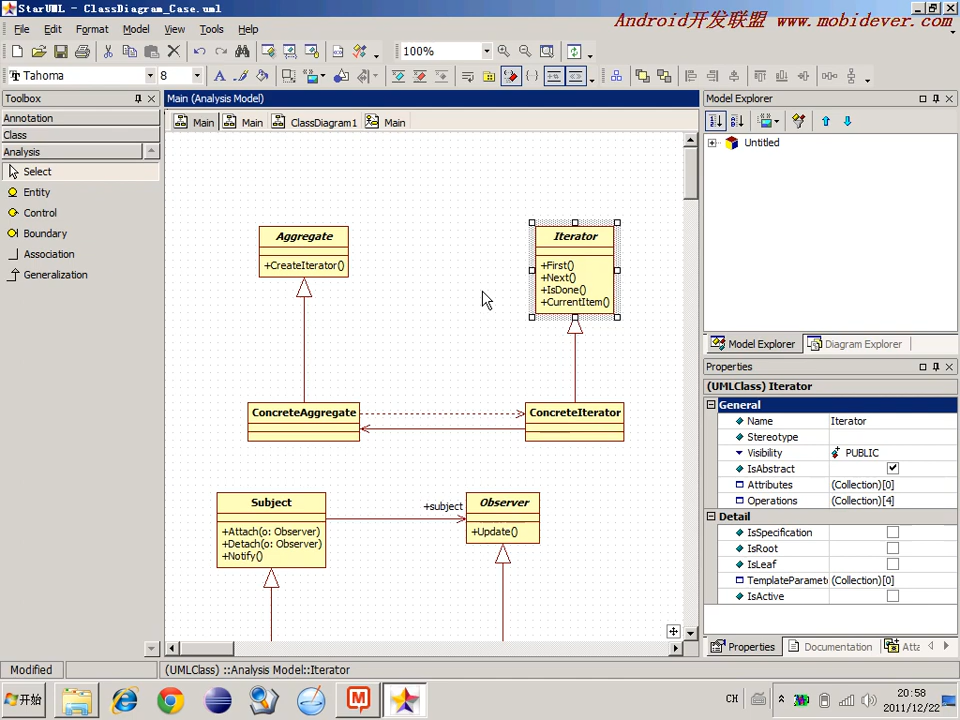 StarUML - ClassDiagram_Case.uml
Android开发联盟 www.mobidever.com
File Edit Format Model View Tools Help
100%
Tahoma 8
Toolbox
Annotation
Class
Analysis
Select
Entity
Control
Boundary
Association
Generalization
Main (Analysis Model)
Main Main ClassDiagram1 Main
Aggregate
+CreateIterator()
Iterator
+First()
+Next()
+IsDone()
+CurrentItem()
ConcreteAggregate
ConcreteIterator
Subject
+Attach(o: Observer)
+Detach(o: Observer)
+Notify()
+subject
Observer
+Update()
Model Explorer
Untitled
Model Explorer Diagram Explorer
Properties
(UMLClass) Iterator
General
Name Iterator
Stereotype
Visibility PUBLIC
IsAbstract
Attributes (Collection)[0]
Operations (Collection)[4]
Detail
IsSpecification
IsRoot
IsLeaf
TemplateParamet (Collection)[0]
IsActive
Properties Documentation Atta
Modified
(UMLClass) ::Analysis Model::Iterator
开始
CH
20:58
2011/12/22